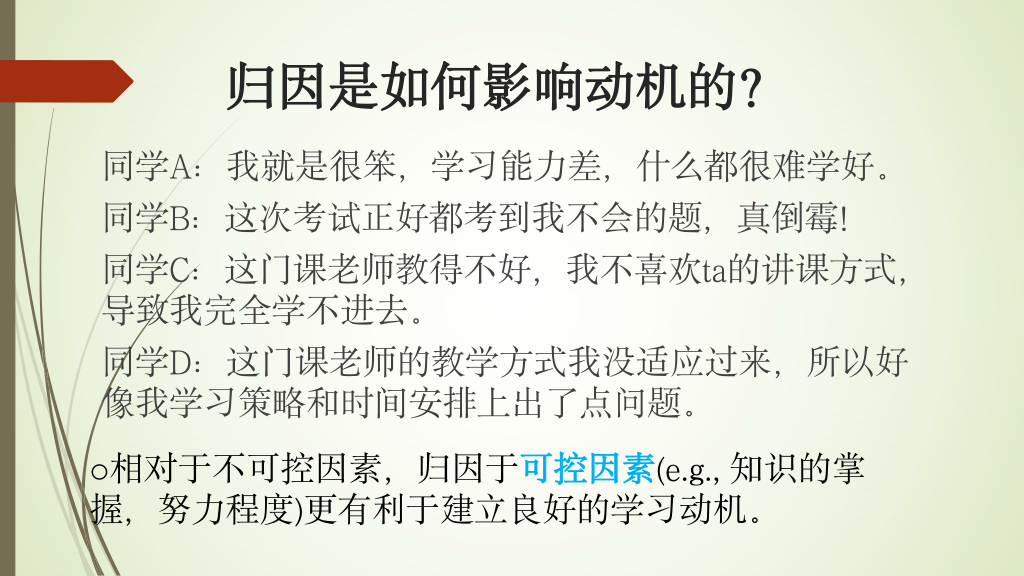 归因是如何影响动机的?
同学A：我就是很笨，学习能力差，什么都很难学好。
同学B：这次考试正好都考到我不会的题，真倒霉!
同学C：这门课老师教得不好，我不喜欢ta的讲课方式，
导致我完全学不进去。
同学D：这门课老师的教学方式我没适应过来，所以好
像我学习策略和时间安排上出了点问题。
○相对于不可控因素，归因于可控因素(e.g., 知识的掌
握，努力程度)更有利于建立良好的学习动机。